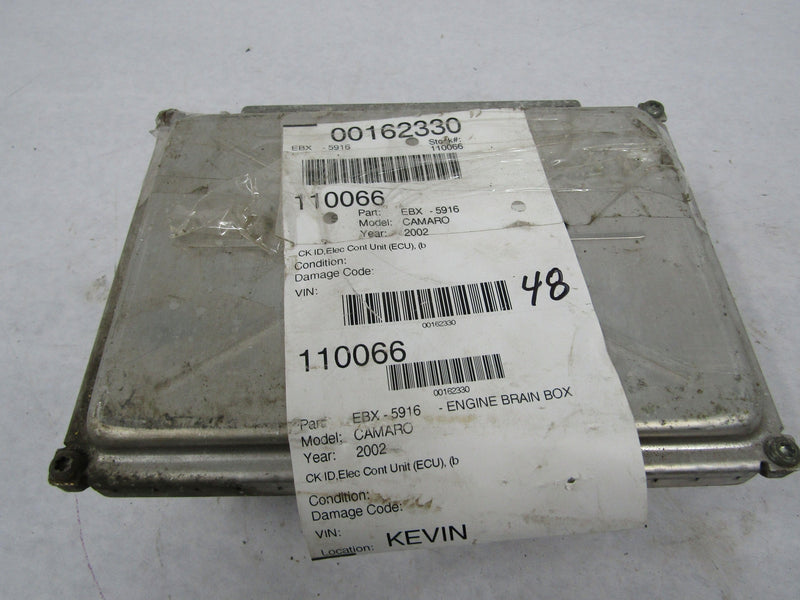 00162330
EBX - 5916
Stock#:
110066
110066
Part: EBX - 5916
Model: CAMARO
Year: 2002
CK ID,Elec Cont Unit (ECU), (b
Condition:
Damage Code:
VIN:
48
00162330
110066
00162330
Part EBX - 5916 - ENGINE BRAIN BOX
Model: CAMARO
Year: 2002
CK ID,Elec Cont Unit (ECU), (b
Condition:
Damage Code:
VIN:
Location: KEVIN